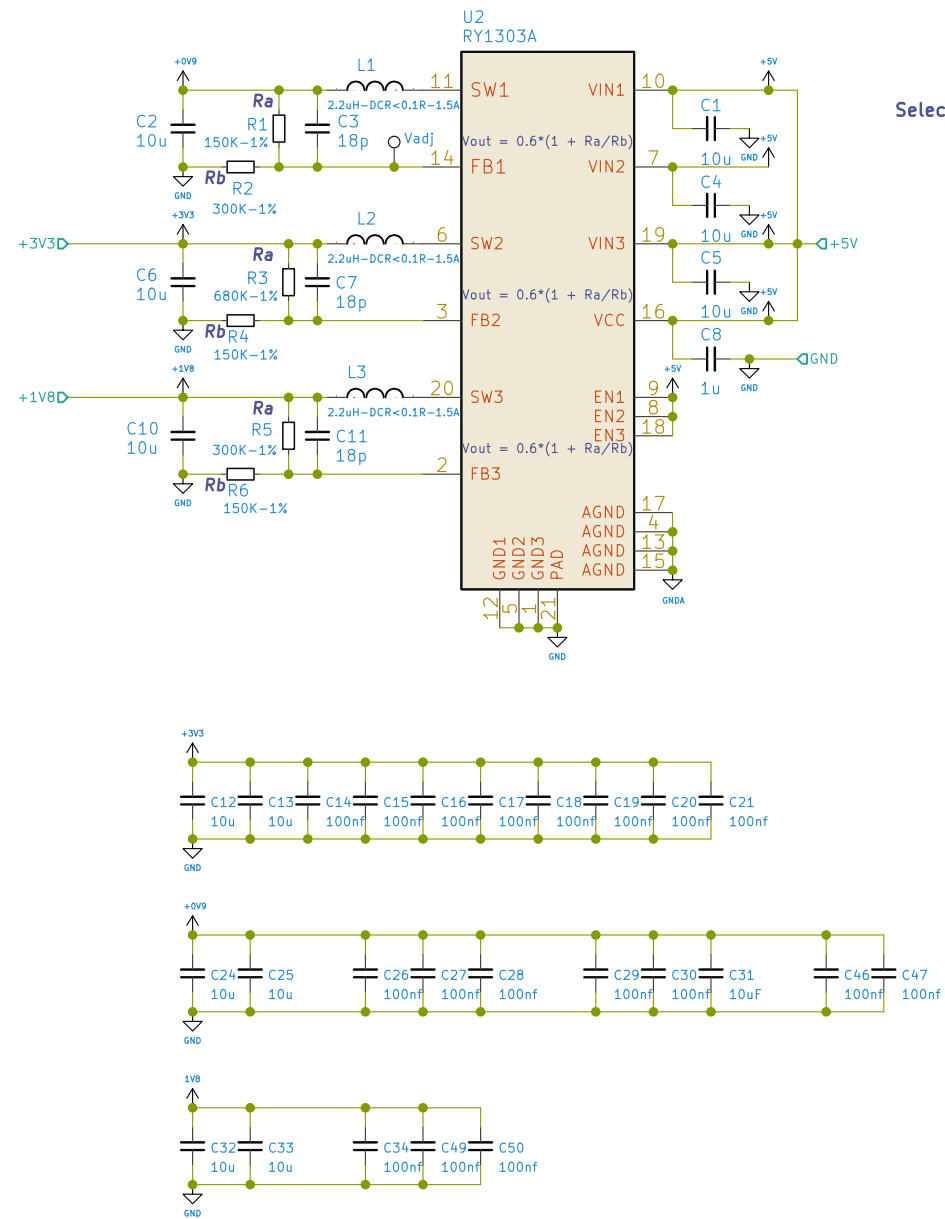 U2
RY1303A
+0V9
L1
11
SW1
VIN1
10
+5V
Selec
Ra
2.2uH-DCR<0.1R-1.5A
C2
10u
R1
150K-1%
C3
18p
Vadj
Vout = 0.6*(1 + Ra/Rb)
C1
10u
GND
+5V
14
FB1
VIN2
7
GND
Rb
R2
300K-1%
C4
10u
GND
+5V
+3V3
+3V3
L2
6
SW2
VIN3
19
+5V
Ra
2.2uH-DCR<0.1R-1.5A
C6
10u
R3
680K-1%
C7
18p
Vout = 0.6*(1 + Ra/Rb)
C5
10u
GND
+5V
3
FB2
VCC
16
GND
Rb
R4
150K-1%
C8
1u
GND
GND
+1V8
+1V8
L3
20
SW3
+5V
EN1
9
EN2
8
EN3
18
Ra
2.2uH-DCR<0.1R-1.5A
C10
10u
R5
300K-1%
C11
18p
Vout = 0.6*(1 + Ra/Rb)
2
FB3
GND
Rb
R6
150K-1%
AGND
17
AGND
4
AGND
13
AGND
15
GNDA
GND1
GND2
GND3
PAD
12
5
1
21
GND
+3V3
C12
10u
C13
10u
C14
100nf
C15
100nf
C16
100nf
C17
100nf
C18
100nf
C19
100nf
C20
100nf
C21
100nf
GND
+0V9
C24
10u
C25
10u
C26
100nf
C27
100nf
C28
100nf
C29
100nf
C30
100nf
C31
10uF
C46
100nf
C47
100nf
GND
1V8
C32
10u
C33
10u
C34
100nf
C49
100nf
C50
100nf
GND